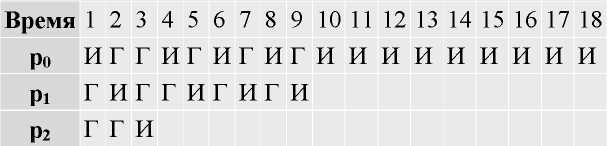 Время 1 2 3 4 5 6 7 8 9 10 11 12 13 14 15 16 17 18
p0 И Г Г И Г И Г И Г И И И И И И И И И
p1 Г И Г Г И Г И Г И
p2 Г Г И